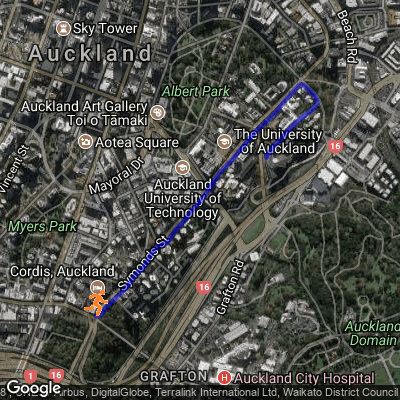 Sky Tower
Auckland
Beach Rd
Albert Park
Auckland Art Gallery
Toi o Tāmaki
Aotea Square
The University
of Auckland
16
Vincent St
Mayoral Dr
Auckland
University of
Technology
Myers Park
Symonds St
Cordis, Auckland
16
Grafton Rd
Auckland
Domain
1
16
GRAFTON
H Auckland City Hospital
Google
DigitalGlobe, Terralink International Ltd, Waikato District Council